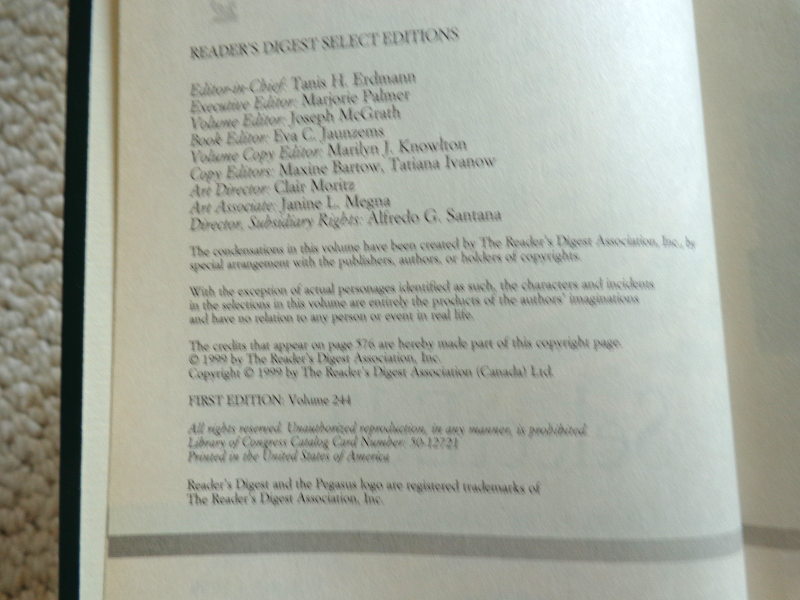 READER'S DIGEST SELECT EDITIONS
Editor-in-Chief: Tanis H. Erdmann
Executive Editor: Marjorie Palmer
Volume Editor: Joseph McGrath
Book Editor: Eva C. Jaunzems
Volume Copy Editor: Marilyn J. Knowlton
Copy Editors: Maxine Bartow, Tatiana Ivanow
Art Director: Clair Moritz
Art Associate: Janine L. Megna
Director, Subsidiary Rights: Alfredo G. Santana
The condensations in this volume have been created by The Reader's Digest Association, Inc., by
special arrangement with the publishers, authors, or holders of copyrights.
With the exception of actual personages identified as such, the characters and incidents
in the selections in this volume are entirely the products of the authors' imaginations
and have no relation to any person or event in real life.
The credits that appear on page 576 are hereby made part of this copyright page.
© 1999 by The Reader's Digest Association, Inc.
Copyright © 1999 by The Reader's Digest Association (Canada) Ltd.
FIRST EDITION: Volume 244
All rights reserved. Unauthorized reproduction, in any manner, is prohibited.
Library of Congress Catalog Card Number: 50-12721
Printed in the United States of America
Reader's Digest and the Pegasus logo are registered trademarks of
The Reader's Digest Association, Inc.